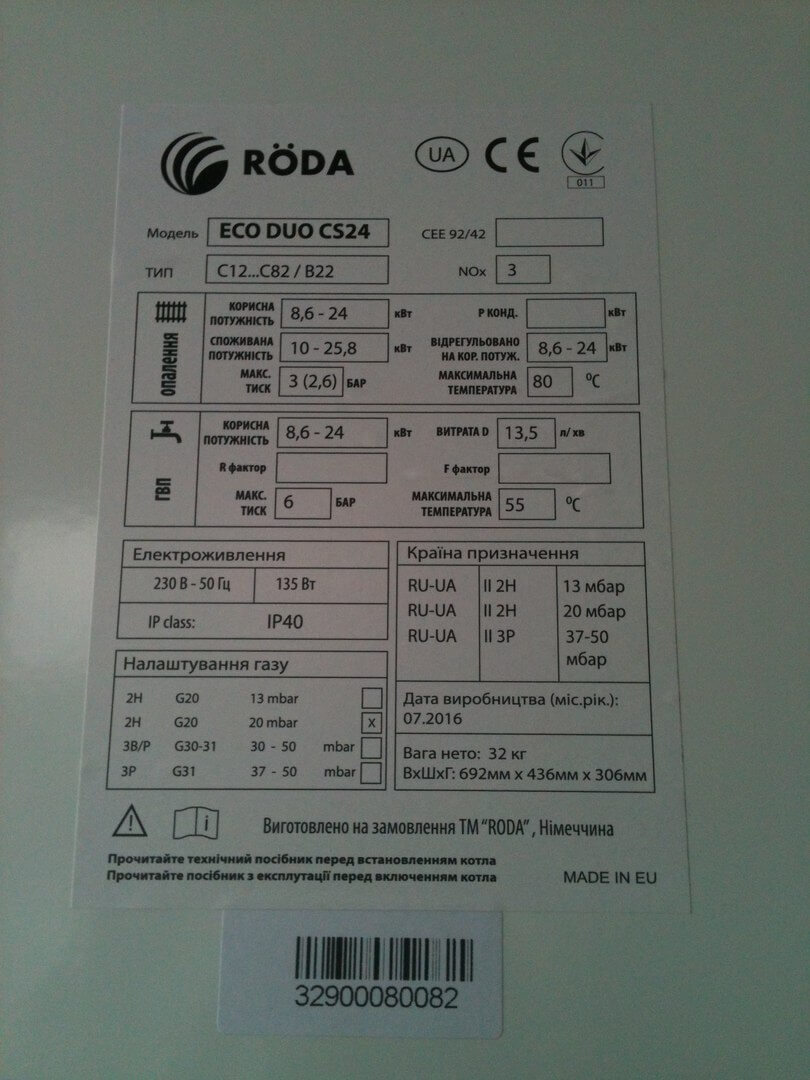 RÖDA UA CE 011
Модель ECO DUO CS24 CEE 92/42
ТИП C12...C82 / B22 NOx 3
ОПАЛЕННЯ
КОРИСНА ПОТУЖНІСТЬ 8,6 - 24 кВт Р КОНД. кВт
СПОЖИВАНА ПОТУЖНІСТЬ 10 - 25,8 кВт ВІДРЕГУЛЬОВАНО НА КОР. ПОТУЖ. 8,6 - 24 кВт
МАКС. ТИСК 3 (2,6) БАР МАКСИМАЛЬНА ТЕМПЕРАТУРА 80 ⁰C
ГВП
КОРИСНА ПОТУЖНІСТЬ 8,6 - 24 кВт ВИТРАТА D 13,5 л/ хв
R фактор F фактор
МАКС. ТИСК 6 БАР МАКСИМАЛЬНА ТЕМПЕРАТУРА 55 ⁰C
Електроживлення
230 В - 50 Гц 135 Вт
IP class: IP40
Країна призначення
RU-UA II 2H 13 мбар
RU-UA II 2H 20 мбар
RU-UA II 3P 37-50
мбар
Налаштування газу
2H G20 13 mbar
2H G20 20 mbar X
3B/P G30-31 30 - 50 mbar
3P G31 37 - 50 mbar
Дата виробництва (міс.рік.):
07.2016
Вага нето: 32 кг
ВхШхГ: 692мм х 436мм х 306мм
Виготовлено на замовлення ТМ “RODA” , Німеччина
Прочитайте технічний посібник перед встановленням котла
Прочитайте посібник з експлутації перед включенням котла
MADE IN EU
32900080082